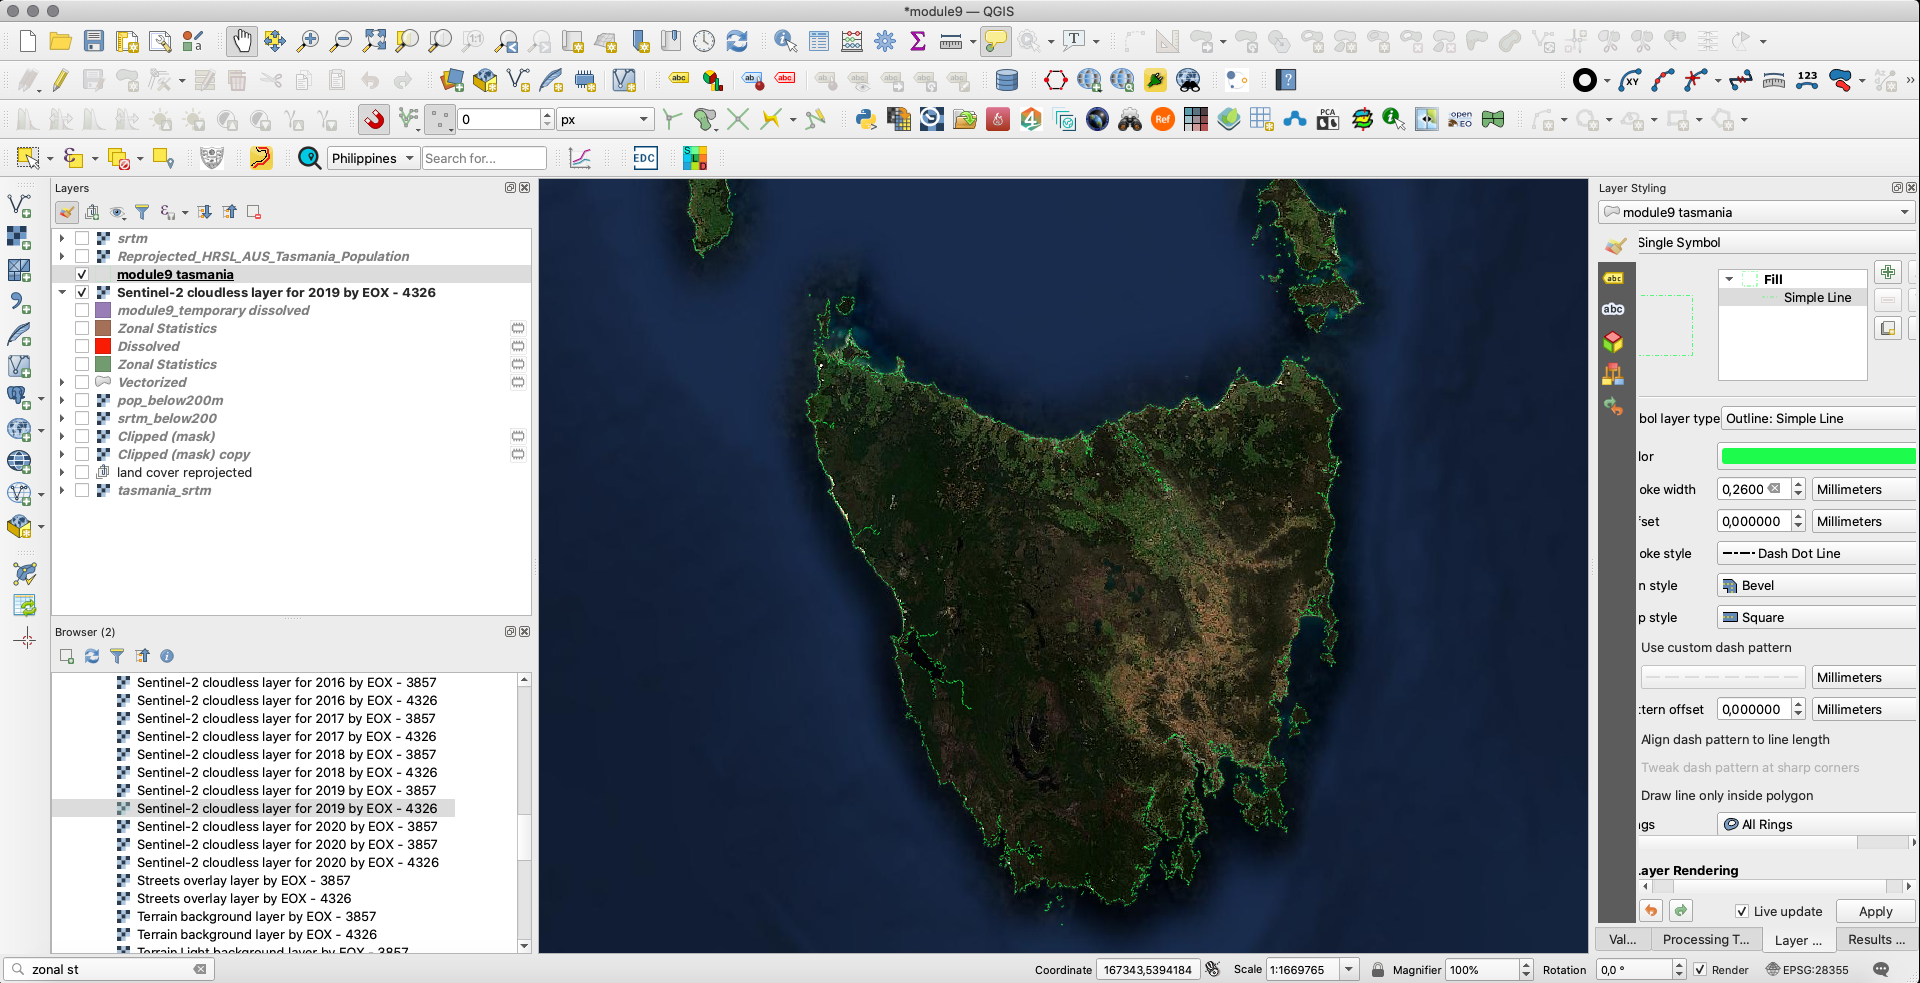 *module9 — QGIS
0
px
Philippines
Search for...
EDC
Layers
srtm
Reprojected_HRSL_AUS_Tasmania_Population
module9 tasmania
Sentinel-2 cloudless layer for 2019 by EOX - 4326
module9_temporary dissolved
Zonal Statistics
Dissolved
Zonal Statistics
Vectorized
pop_below200m
srtm_below200
Clipped (mask)
Clipped (mask) copy
land cover reprojected
tasmania_srtm
Browser (2)
Sentinel-2 cloudless layer for 2016 by EOX - 3857
Sentinel-2 cloudless layer for 2016 by EOX - 4326
Sentinel-2 cloudless layer for 2017 by EOX - 3857
Sentinel-2 cloudless layer for 2017 by EOX - 4326
Sentinel-2 cloudless layer for 2018 by EOX - 3857
Sentinel-2 cloudless layer for 2018 by EOX - 4326
Sentinel-2 cloudless layer for 2019 by EOX - 3857
Sentinel-2 cloudless layer for 2019 by EOX - 4326
Sentinel-2 cloudless layer for 2020 by EOX - 3857
Sentinel-2 cloudless layer for 2020 by EOX - 3857
Sentinel-2 cloudless layer for 2020 by EOX - 4326
Streets overlay layer by EOX - 3857
Streets overlay layer by EOX - 4326
Terrain background layer by EOX - 3857
Terrain background layer by EOX - 4326
Terrain Light background layer by EOX - 3857
Layer Styling
module9 tasmania
Single Symbol
Fill
Simple Line
bol layer type Outline: Simple Line
lor
oke width 0,2600 Millimeters
fset 0,000000 Millimeters
oke style Dash Dot Line
n style Bevel
p style Square
Use custom dash pattern
Millimeters
ttern offset 0,000000 Millimeters
Align dash pattern to line length
Tweak dash pattern at sharp corners
Draw line only inside polygon
gs All Rings
Layer Rendering
Live update Apply
Val... Processing T... Layer ... Results ...
zonal st
Coordinate 167343,5394184 Scale 1:1669765 Magnifier 100% Rotation 0,0 ° Render EPSG:28355